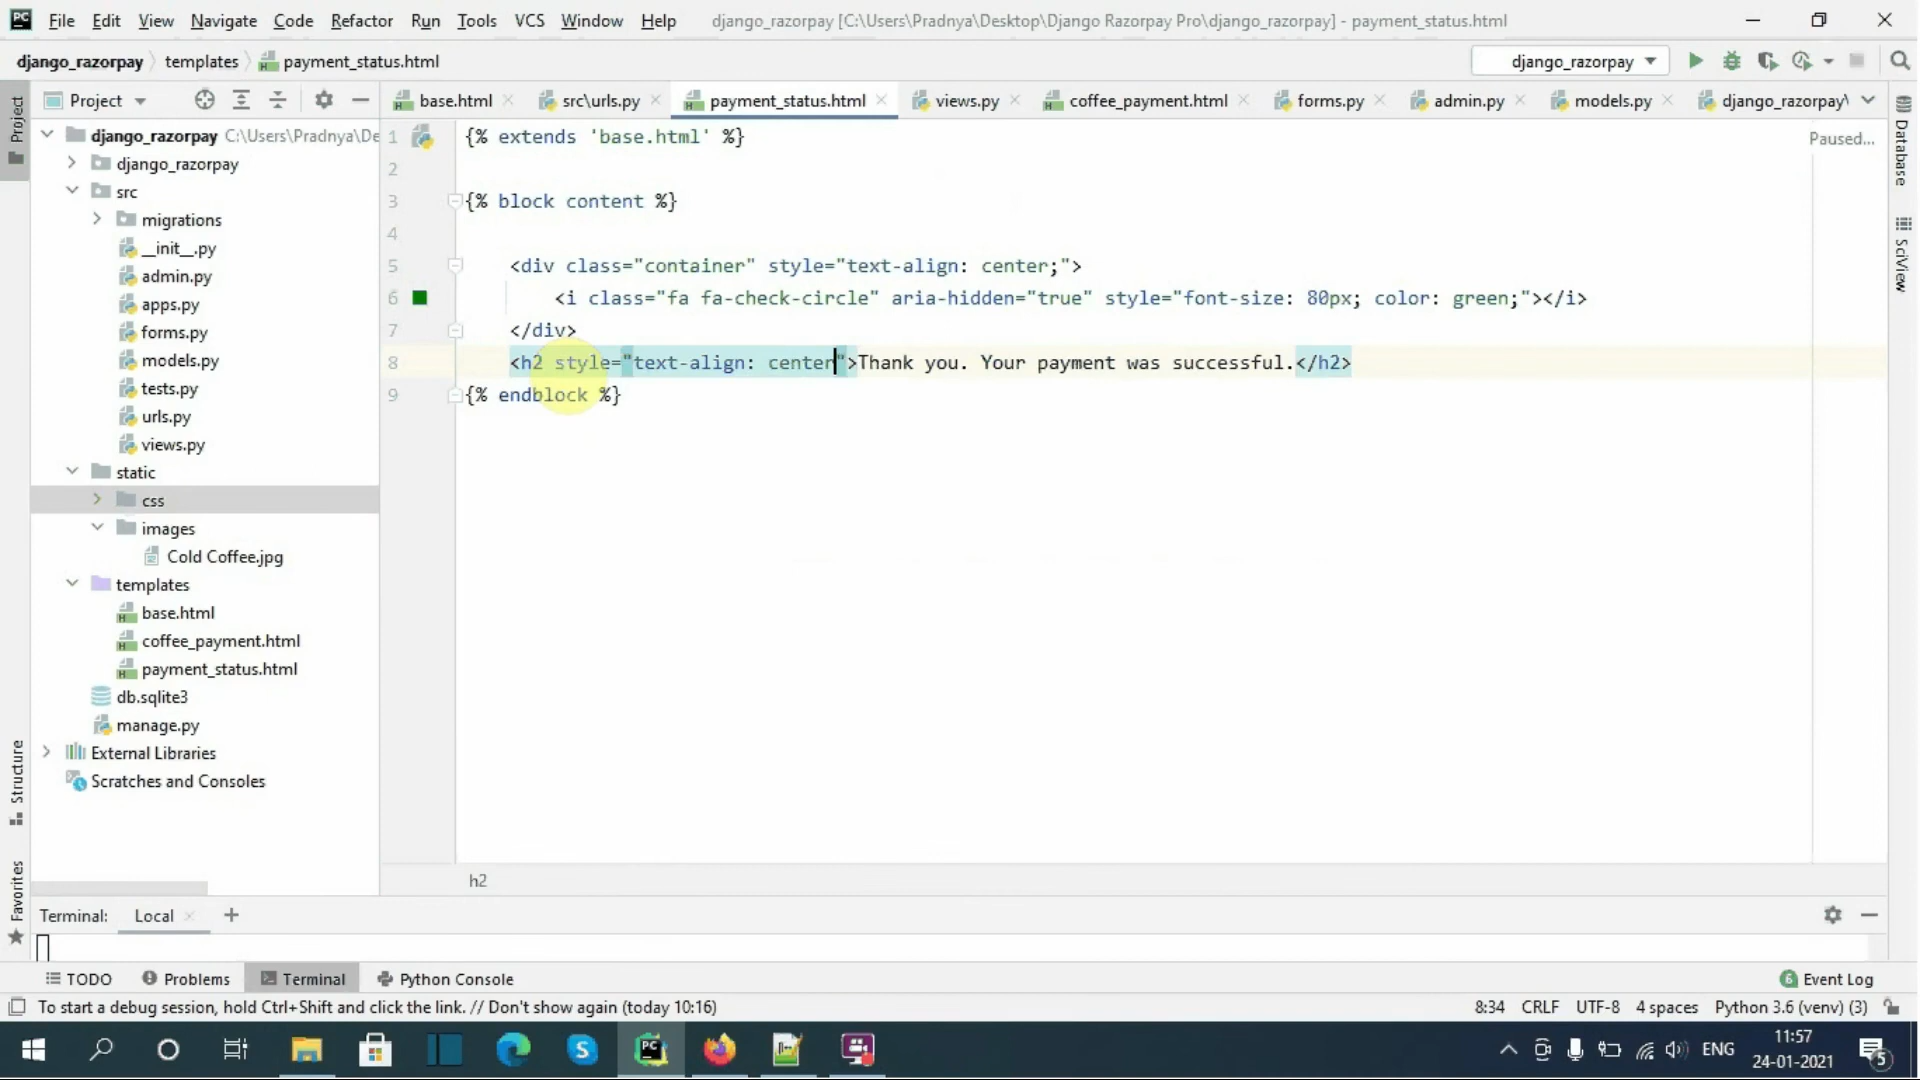 PC File Edit View Navigate Code Refactor Run Tools VCS Window Help django_razorpay [C:\Users\Pradnya\Desktop\Django Razorpay Pro\django_razorpay] - payment_status.html
django_razorpay templates payment_status.html django_razorpay
Project Project base.html src\urls.py payment_status.html views.py coffee_payment.html forms.py admin.py models.py django_razorpay\ Database
django_razorpay C:\Users\Pradnya\De
django_razorpay
src
migrations
__init__.py
admin.py
apps.py
forms.py
models.py
tests.py
urls.py
views.py
static
css
images
Cold Coffee.jpg
templates
base.html
coffee_payment.html
payment_status.html
db.sqlite3
manage.py
External Libraries
Scratches and Consoles
Paused...
1 {% extends 'base.html' %}
2
3 {% block content %}
4
5 <div class="container" style="text-align: center;">
6 <i class="fa fa-check-circle" aria-hidden="true" style="font-size: 80px; color: green;"></i>
7 </div>
8 <h2 style="text-align: center">Thank you. Your payment was successful.</h2>
9 {% endblock %}
SciView
Structure
Favorites
h2
Terminal: Local
TODO Problems Terminal Python Console 6 Event Log
To start a debug session, hold Ctrl+Shift and click the link. // Don't show again (today 10:16) 8:34 CRLF UTF-8 4 spaces Python 3.6 (venv) (3)
PC ENG 11:57
24-01-2021 5